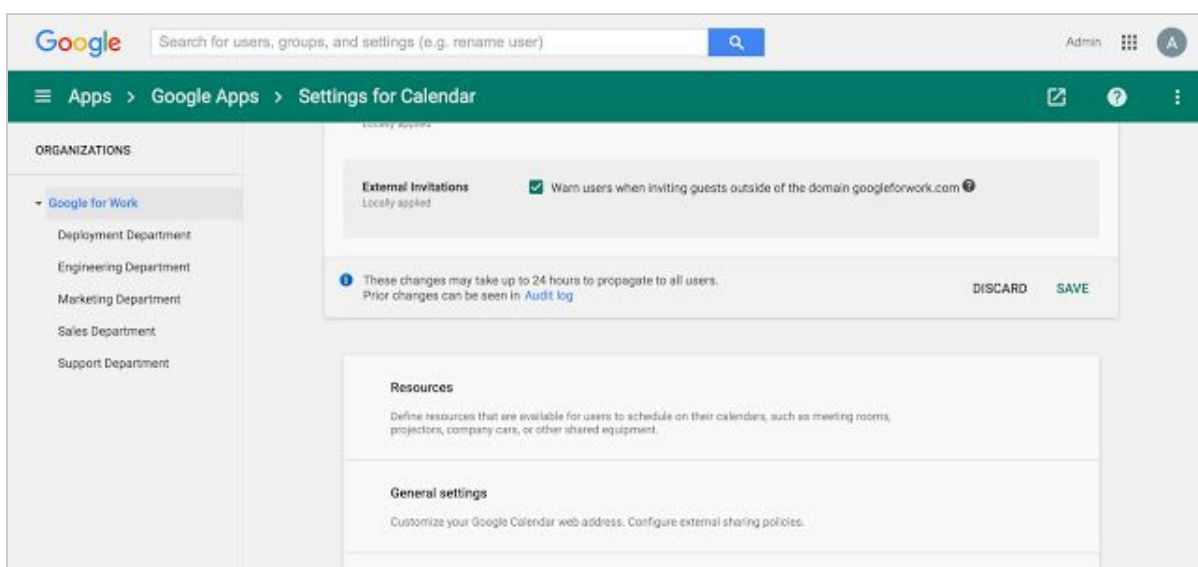 Google
Search for users, groups, and settings (e.g. rename user)
Admin
A
Apps > Google Apps > Settings for Calendar
Locally applied
ORGANIZATIONS
External Invitations
Warn users when inviting guests outside of the domain googleforwork.com
Locally applied
Google for Work
Deployment Department
Engineering Department
Marketing Department
Sales Department
Support Department
These changes may take up to 24 hours to propagate to all users.
Prior changes can be seen in Audit log
DISCARD
SAVE
Resources
Define resources that are available for users to schedule on their calendars, such as meeting rooms,
projectors, company cars, or other shared equipment.
General settings
Customize your Google Calendar web address. Configure external sharing policies.